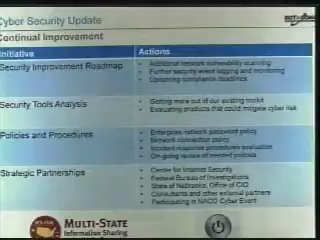 Cyber Security Update
Continual Improvement
Initiative
Actions
Security Improvement Roadmap
• Additional network vulnerability scanning
• Further security event logging and monitoring
• Upcoming compliance deadlines
Security Tools Analysis
• Getting more out of our existing toolkit
• Evaluating products that could mitigate cyber risk
Policies and Procedures
• Enterprise network password policy
• Network connection policy
• Incident response procedures evaluation
• On-going review of needed policies
Strategic Partnerships
• Center for Internet Security
• Federal Bureau of Investigations
• State of Nebraska, Office of CIO
• Consultants and other external partners
• Participating in NACO Cyber Event
MULTI-STATE
Information Sharing